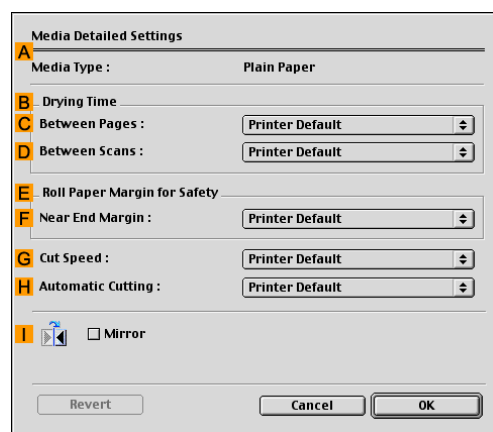 Media Detailed Settings
A
Media Type : Plain Paper
B Drying Time
C Between Pages : Printer Default
D Between Scans : Printer Default
E Roll Paper Margin for Safety
F Near End Margin : Printer Default
G Cut Speed : Printer Default
H Automatic Cutting : Printer Default
I Mirror
Revert Cancel OK